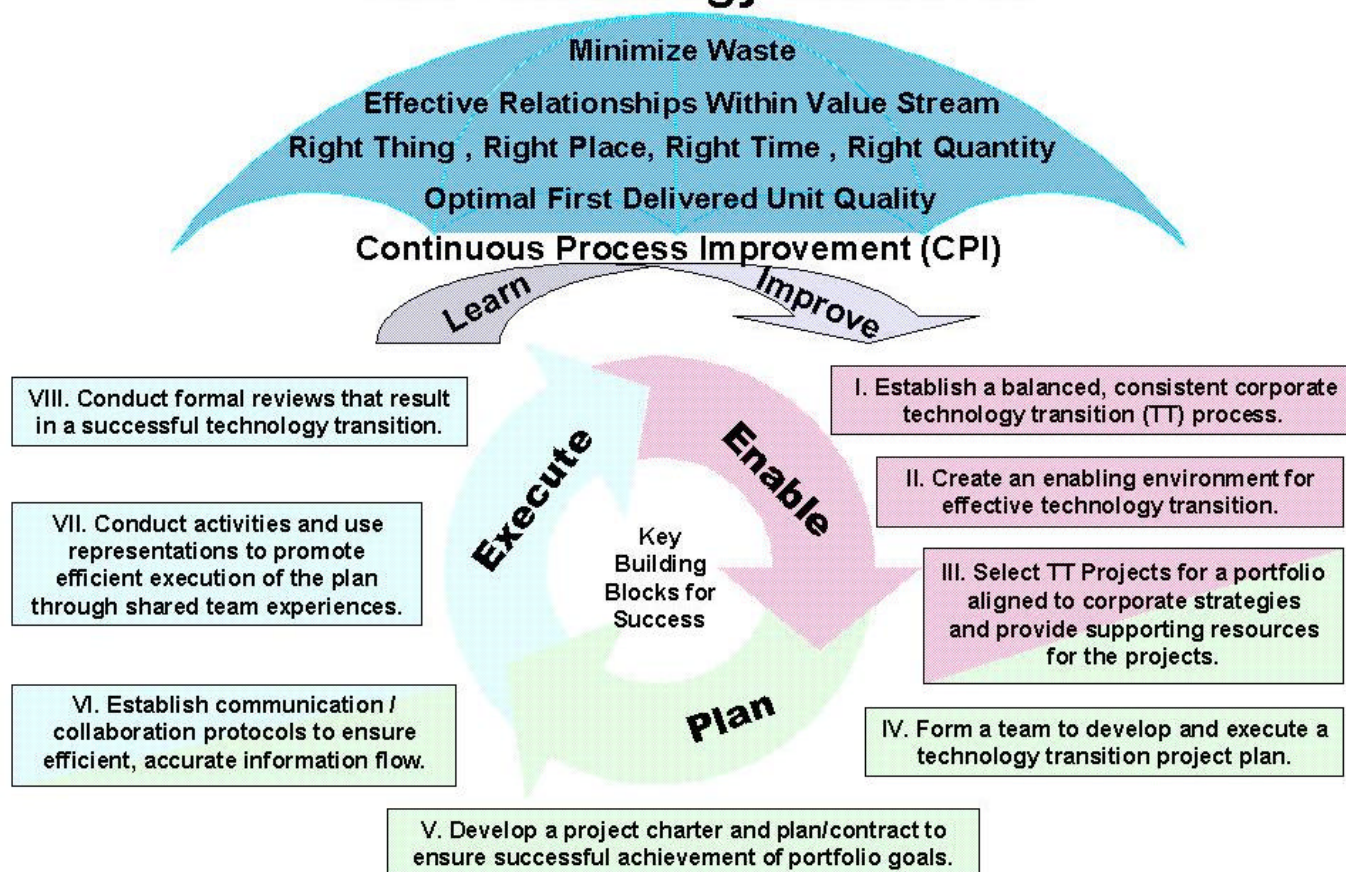 Minimize Waste
Effective Relationships Within Value Stream
Right Thing , Right Place, Right Time , Right Quantity
Optimal First Delivered Unit Quality
Continuous Process Improvement (CPI)
Learn
Improve
VIII. Conduct formal reviews that result
in a successful technology transition.
I. Establish a balanced, consistent corporate
technology transition (TT) process.
Execute
Enable
II. Create an enabling environment for
effective technology transition.
VII. Conduct activities and use
representations to promote
efficient execution of the plan
through shared team experiences.
Key
Building
Blocks for
Success
III. Select TT Projects for a portfolio
aligned to corporate strategies
and provide supporting resources
for the projects.
Plan
VI. Establish communication /
collaboration protocols to ensure
efficient, accurate information flow.
IV. Form a team to develop and execute a
technology transition project plan.
V. Develop a project charter and plan/contract to
ensure successful achievement of portfolio goals.